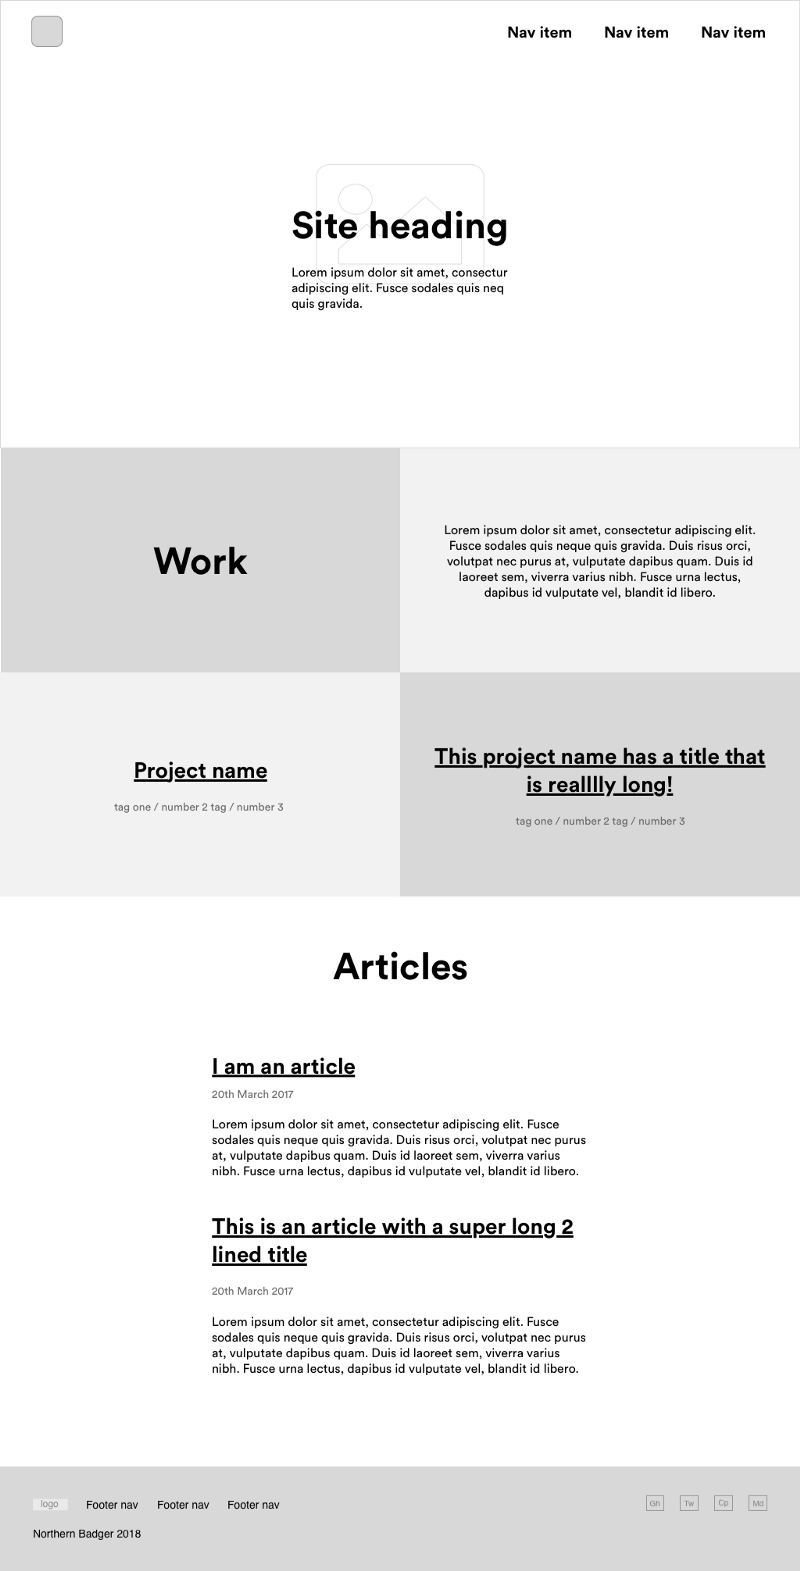 Nav item Nav item Nav item
Site heading
Lorem ipsum dolor sit amet, consectur
adipiscing elit. Fusce sodales quis neq
quis gravida.
Work
Lorem ipsum dolor sit amet, consectetur adipiscing elit.
Fusce sodales quis neque quis gravida. Duis risus orci,
volutpat nec purus at, vulputate dapibus quam. Duis id
laoreet sem, viverra varius nibh. Fusce urna lectus,
dapibus id vulputate vel, blandit id libero.
Project name
tag one / number 2 tag / number 3
This project name has a title that
is realllly long!
tag one / number 2 tag / number 3
Articles
I am an article
20th March 2017
Lorem ipsum dolor sit amet, consectetur adipiscing elit. Fusce
sodales quis neque quis gravida. Duis risus orci, volutpat nec purus
at, vulputate dapibus quam. Duis id laoreet sem, viverra varius
nibh. Fusce urna lectus, dapibus id vulputate vel, blandit id libero.
This is an article with a super long 2
lined title
20th March 2017
Lorem ipsum dolor sit amet, consectetur adipiscing elit. Fusce
sodales quis neque quis gravida. Duis risus orci, volutpat nec purus
at, vulputate dapibus quam. Duis id laoreet sem, viverra varius
nibh. Fusce urna lectus, dapibus id vulputate vel, blandit id libero.
logo Footer nav Footer nav Footer nav Gh Tw Cp Md
Northern Badger 2018